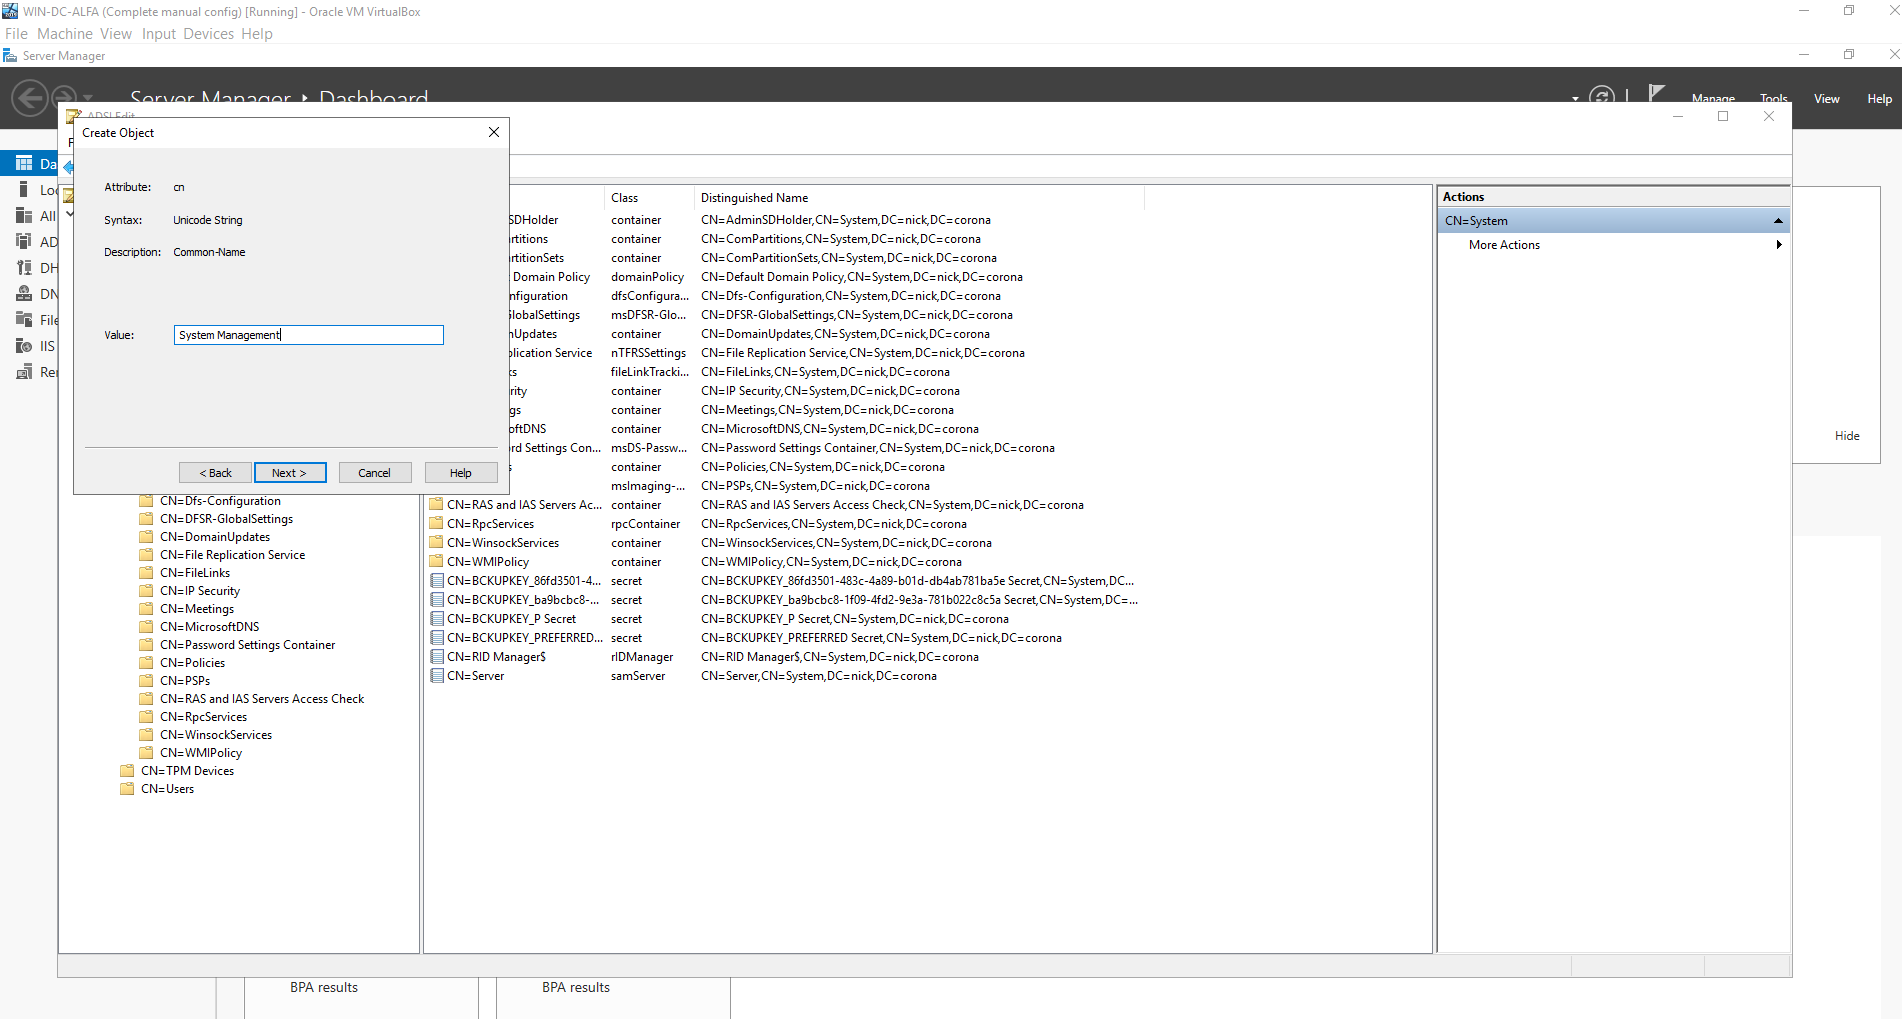 WIN-DC-ALFA (Complete manual config) [Running] - Oracle VM VirtualBox
File Machine View Input Devices Help
Server Manager
Server Manager Dashboard
Manage Tools View Help
ADSI Edit
Create Object
Attribute: cn
Syntax: Unicode String
Description: Common-Name
Value: System Management
< Back Next > Cancel Help
Da
Loc
All
AD
DH
DN
File
IIS
Re
CN=Dfs-Configuration
CN=DFSR-GlobalSettings
CN=DomainUpdates
CN=File Replication Service
CN=FileLinks
CN=IP Security
CN=Meetings
CN=MicrosoftDNS
CN=Password Settings Container
CN=Policies
CN=PSPs
CN=RAS and IAS Servers Access Check
CN=RpcServices
CN=WinsockServices
CN=WMIPolicy
CN=TPM Devices
CN=Users
Class Distinguished Name
SDHolder container CN=AdminSDHolder,CN=System,DC=nick,DC=corona
rtitions container CN=ComPartitions,CN=System,DC=nick,DC=corona
rtitionSets container CN=ComPartitionSets,CN=System,DC=nick,DC=corona
Domain Policy domainPolicy CN=Default Domain Policy,CN=System,DC=nick,DC=corona
nfiguration dfsConfigura... CN=Dfs-Configuration,CN=System,DC=nick,DC=corona
GlobalSettings msDFSR-Glo... CN=DFSR-GlobalSettings,CN=System,DC=nick,DC=corona
nUpdates container CN=DomainUpdates,CN=System,DC=nick,DC=corona
lication Service nTFRSSettings CN=File Replication Service,CN=System,DC=nick,DC=corona
ks fileLinkTracki... CN=FileLinks,CN=System,DC=nick,DC=corona
rity container CN=IP Security,CN=System,DC=nick,DC=corona
gs container CN=Meetings,CN=System,DC=nick,DC=corona
oftDNS container CN=MicrosoftDNS,CN=System,DC=nick,DC=corona
rd Settings Con... msDS-Passw... CN=Password Settings Container,CN=System,DC=nick,DC=corona
s container CN=Policies,CN=System,DC=nick,DC=corona
msImaging-... CN=PSPs,CN=System,DC=nick,DC=corona
CN=RAS and IAS Servers Ac... container CN=RAS and IAS Servers Access Check,CN=System,DC=nick,DC=corona
CN=RpcServices rpcContainer CN=RpcServices,CN=System,DC=nick,DC=corona
CN=WinsockServices container CN=WinsockServices,CN=System,DC=nick,DC=corona
CN=WMIPolicy container CN=WMIPolicy,CN=System,DC=nick,DC=corona
CN=BCKUPKEY_86fd3501-4... secret CN=BCKUPKEY_86fd3501-483c-4a89-b01d-db4ab781ba5e Secret,CN=System,DC...
CN=BCKUPKEY_ba9bcbc8-... secret CN=BCKUPKEY_ba9bcbc8-1f09-4fd2-9e3a-781b022c8c5a Secret,CN=System,DC=...
CN=BCKUPKEY_P Secret secret CN=BCKUPKEY_P Secret,CN=System,DC=nick,DC=corona
CN=BCKUPKEY_PREFERRED... secret CN=BCKUPKEY_PREFERRED Secret,CN=System,DC=nick,DC=corona
CN=RID Manager$ rIDManager CN=RID Manager$,CN=System,DC=nick,DC=corona
CN=Server samServer CN=Server,CN=System,DC=nick,DC=corona
Actions
CN=System
More Actions
Hide
BPA results BPA results